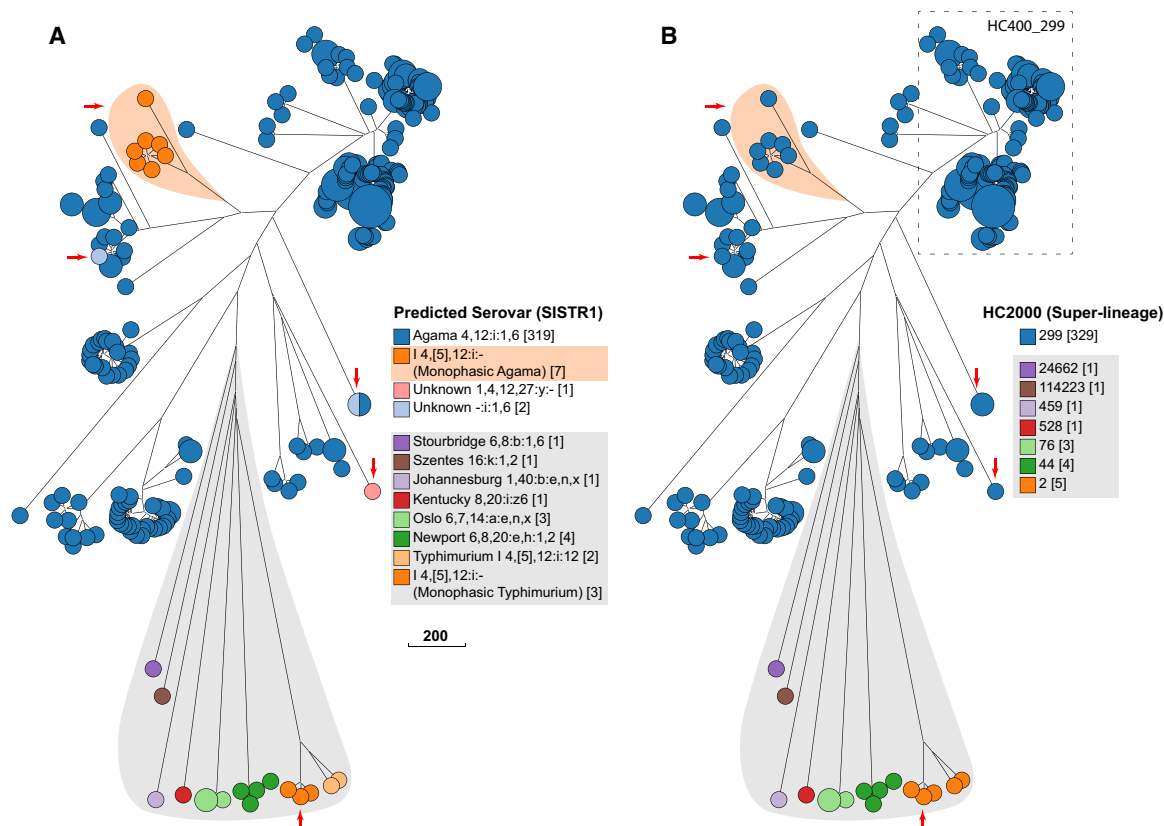 A
Predicted Serovar (SISTR1)
Agama 4,12:i:1,6 [319]
I 4,[5],12:i:-
(Monophasic Agama) [7]
Unknown 1,4,12,27:y:- [1]
Unknown -:i:1,6 [2]
Stourbridge 6,8:b:1,6 [1]
Szentes 16:k:1,2 [1]
Johannesburg 1,40:b:e,n,x [1]
Kentucky 8,20:i:z6 [1]
Oslo 6,7,14:a:e,n,x [3]
Newport 6,8,20:e,h:1,2 [4]
Typhimurium I 4,[5],12:i:12 [2]
I 4,[5],12:i:-
(Monophasic Typhimurium) [3]
200
B
HC400_299
HC2000 (Super-lineage)
299 [329]
24662 [1]
114223 [1]
459 [1]
528 [1]
76 [3]
44 [4]
2 [5]